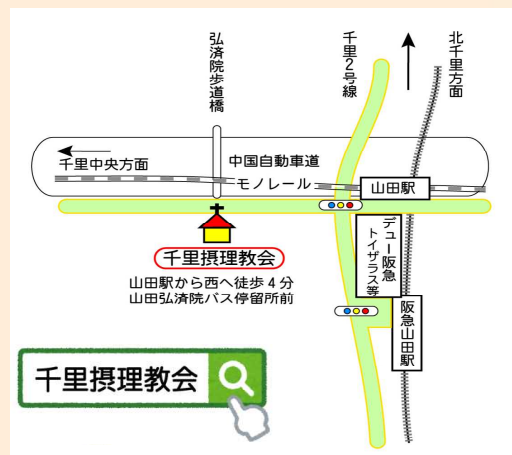 弘済院歩道橋
千里2号線
北千里方面
千里中央方面
中国自動車道
モノレール
山田駅
千里摂理教会
山田駅から西へ徒歩4分
山田弘済院バス停留所前
デュー阪急
トイザラス等
阪急山田駅
千里摂理教会